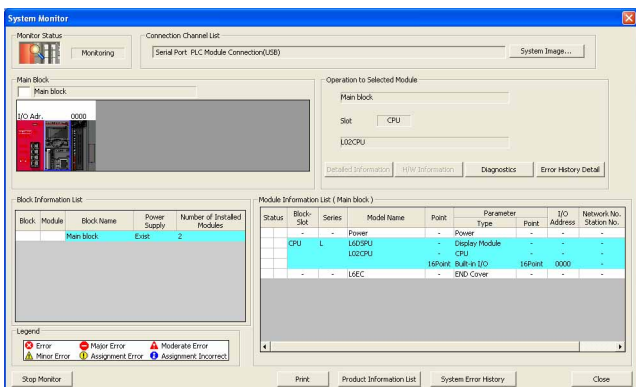 System Monitor
Monitor Status
Monitoring
Connection Channel List
Serial Port PLC Module Connection(USB)
System Image...
Main Block
Main block
I/O Adr. 0000
Operation to Selected Module
Main block
Slot CPU
L02CPU
Detailed Information H/W Information Diagnostics Error History Detail
Block Information List
Block Module Block Name Power Supply Number of Installed Modules
Main block Exist 2
Module Information List ( Main block )
Status Block-Slot Series Model Name Point Parameter Type Point I/O Address Network No. Station No.
- - Power - Power - - -
CPU L L6DSPU - Display Module - - -
L02CPU - CPU - - -
16Point Built-in I/O 16Point 0000 -
- - L6EC - END Cover - - -
Legend
Error Major Error Moderate Error
Minor Error Assignment Error Assignment Incorrect
Stop Monitor Print Product Information List System Error History Close